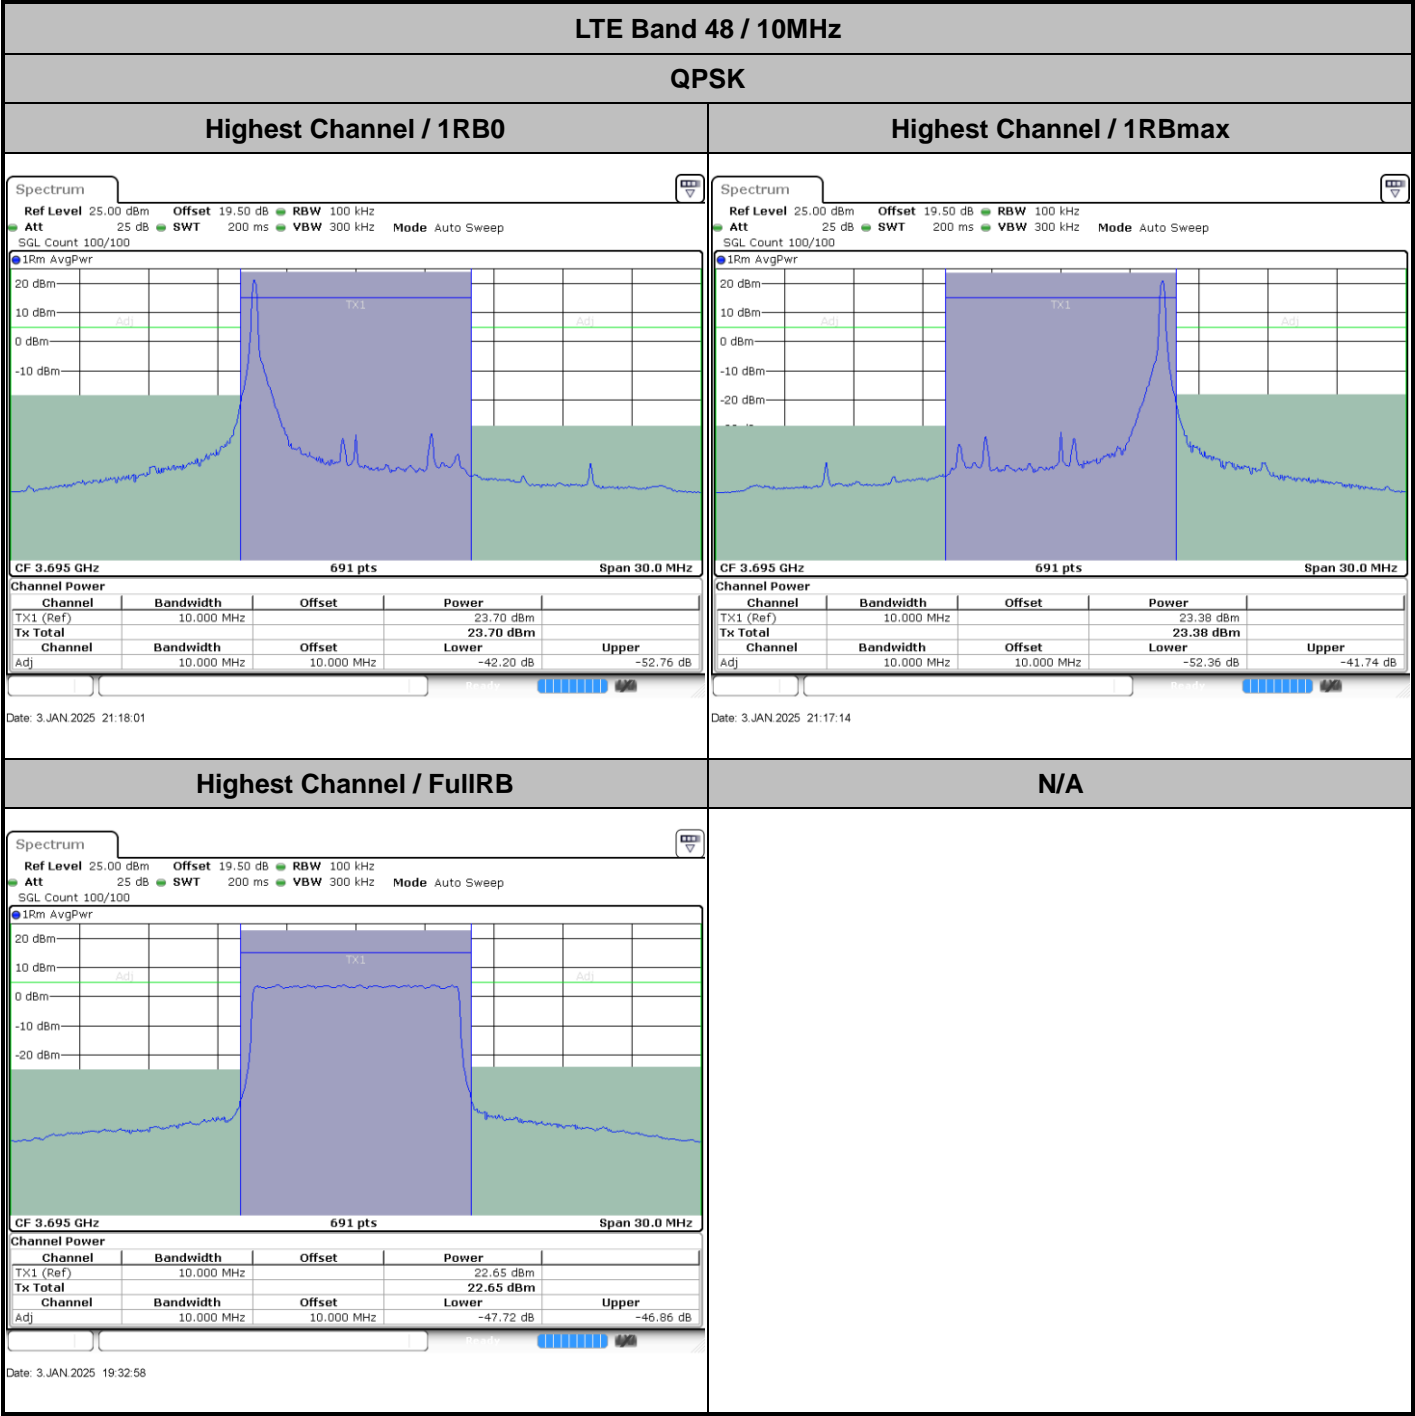 LTE Band 48 / 10MHz
QPSK
Highest Channel / 1RB0
Highest Channel / 1RBmax
Spectrum
Ref Level 25.00 dBm Offset 19.50 dB RBW 100 kHz
Att 25 dB SWT 200 ms VBW 300 kHz Mode Auto Sweep
SGL Count 100/100
1Rm AvgPwr
20 dBm
10 dBm
0 dBm
-10 dBm
Adj
TX1
Adj
CF 3.695 GHz 691 pts Span 30.0 MHz
Channel Power
Channel Bandwidth Offset Power
TX1 (Ref) 10.000 MHz 23.70 dBm
Tx Total 23.70 dBm
Channel Bandwidth Offset Lower Upper
Adj 10.000 MHz 10.000 MHz -42.20 dB -52.76 dB
Ready
Date: 3.JAN.2025 21:18:01
Spectrum
Ref Level 25.00 dBm Offset 19.50 dB RBW 100 kHz
Att 25 dB SWT 200 ms VBW 300 kHz Mode Auto Sweep
SGL Count 100/100
1Rm AvgPwr
20 dBm
10 dBm
0 dBm
-10 dBm
-20 dBm
Adj
TX1
Adj
CF 3.695 GHz 691 pts Span 30.0 MHz
Channel Power
Channel Bandwidth Offset Power
TX1 (Ref) 10.000 MHz 23.38 dBm
Tx Total 23.38 dBm
Channel Bandwidth Offset Lower Upper
Adj 10.000 MHz 10.000 MHz -52.36 dB -41.74 dB
Ready
Date: 3.JAN.2025 21:17:14
Highest Channel / FullRB
N/A
Spectrum
Ref Level 25.00 dBm Offset 19.50 dB RBW 100 kHz
Att 25 dB SWT 200 ms VBW 300 kHz Mode Auto Sweep
SGL Count 100/100
1Rm AvgPwr
20 dBm
10 dBm
0 dBm
-10 dBm
-20 dBm
Adj
TX1
Adj
CF 3.695 GHz 691 pts Span 30.0 MHz
Channel Power
Channel Bandwidth Offset Power
TX1 (Ref) 10.000 MHz 22.65 dBm
Tx Total 22.65 dBm
Channel Bandwidth Offset Lower Upper
Adj 10.000 MHz 10.000 MHz -47.72 dB -46.86 dB
Ready
Date: 3.JAN.2025 19:32:58